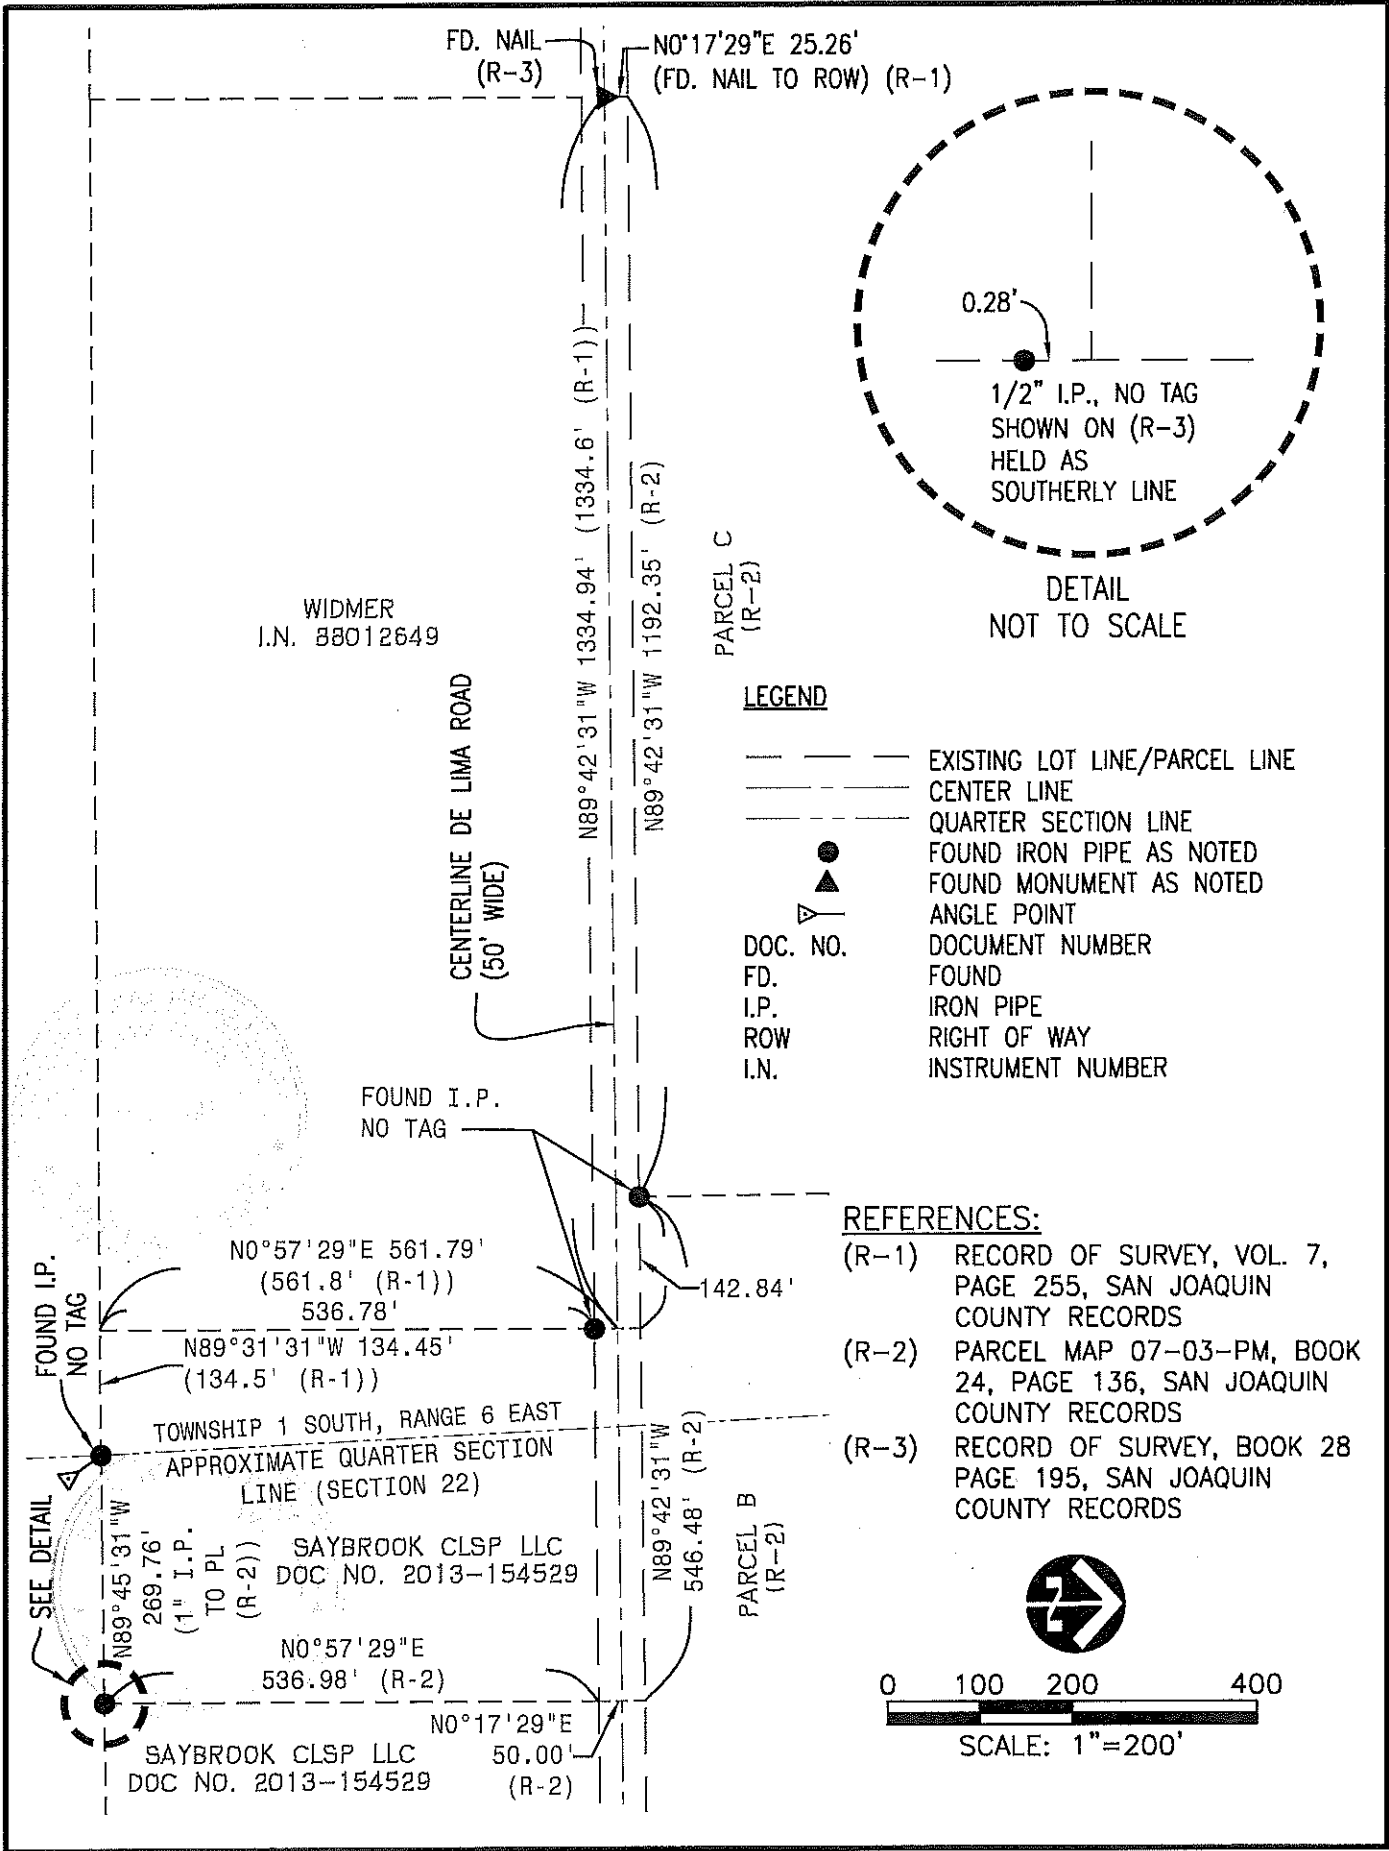 FD. NAIL
(R-3)
N0°17'29"E 25.26'
(FD. NAIL TO ROW) (R-1)
0.28'
1/2" I.P., NO TAG
SHOWN ON (R-3)
HELD AS
SOUTHERLY LINE
DETAIL
NOT TO SCALE
WIDMER
I.N. 88012649
N89°42'31"W 1334.94' (1334.6' (R-1))
N89°42'31"W 1192.35' (R-2)
PARCEL C
(R-2)
CENTERLINE DE LIMA ROAD
(50' WIDE)
LEGEND
EXISTING LOT LINE/PARCEL LINE
CENTER LINE
QUARTER SECTION LINE
FOUND IRON PIPE AS NOTED
FOUND MONUMENT AS NOTED
ANGLE POINT
DOC. NO. DOCUMENT NUMBER
FD. FOUND
I.P. IRON PIPE
ROW RIGHT OF WAY
I.N. INSTRUMENT NUMBER
FOUND I.P.
NO TAG
N0°57'29"E 561.79'
(561.8' (R-1))
536.78'
142.84'
FOUND I.P.
NO TAG
N89°31'31"W 134.45'
(134.5' (R-1))
TOWNSHIP 1 SOUTH, RANGE 6 EAST
APPROXIMATE QUARTER SECTION
LINE (SECTION 22)
SEE DETAIL
N89°45'31"W
269.76'
(1" I.P.
TO PL
(R-2))
SAYBROOK CLSP LLC
DOC NO. 2013-154529
N89°42'31"W
546.48' (R-2)
PARCEL B
(R-2)
N0°57'29"E
536.98' (R-2)
N0°17'29"E
50.00'
(R-2)
SAYBROOK CLSP LLC
DOC NO. 2013-154529
REFERENCES:
(R-1) RECORD OF SURVEY, VOL. 7,
PAGE 255, SAN JOAQUIN
COUNTY RECORDS
(R-2) PARCEL MAP 07-03-PM, BOOK
24, PAGE 136, SAN JOAQUIN
COUNTY RECORDS
(R-3) RECORD OF SURVEY, BOOK 28
PAGE 195, SAN JOAQUIN
COUNTY RECORDS
Z
0 100 200 400
SCALE: 1"=200'